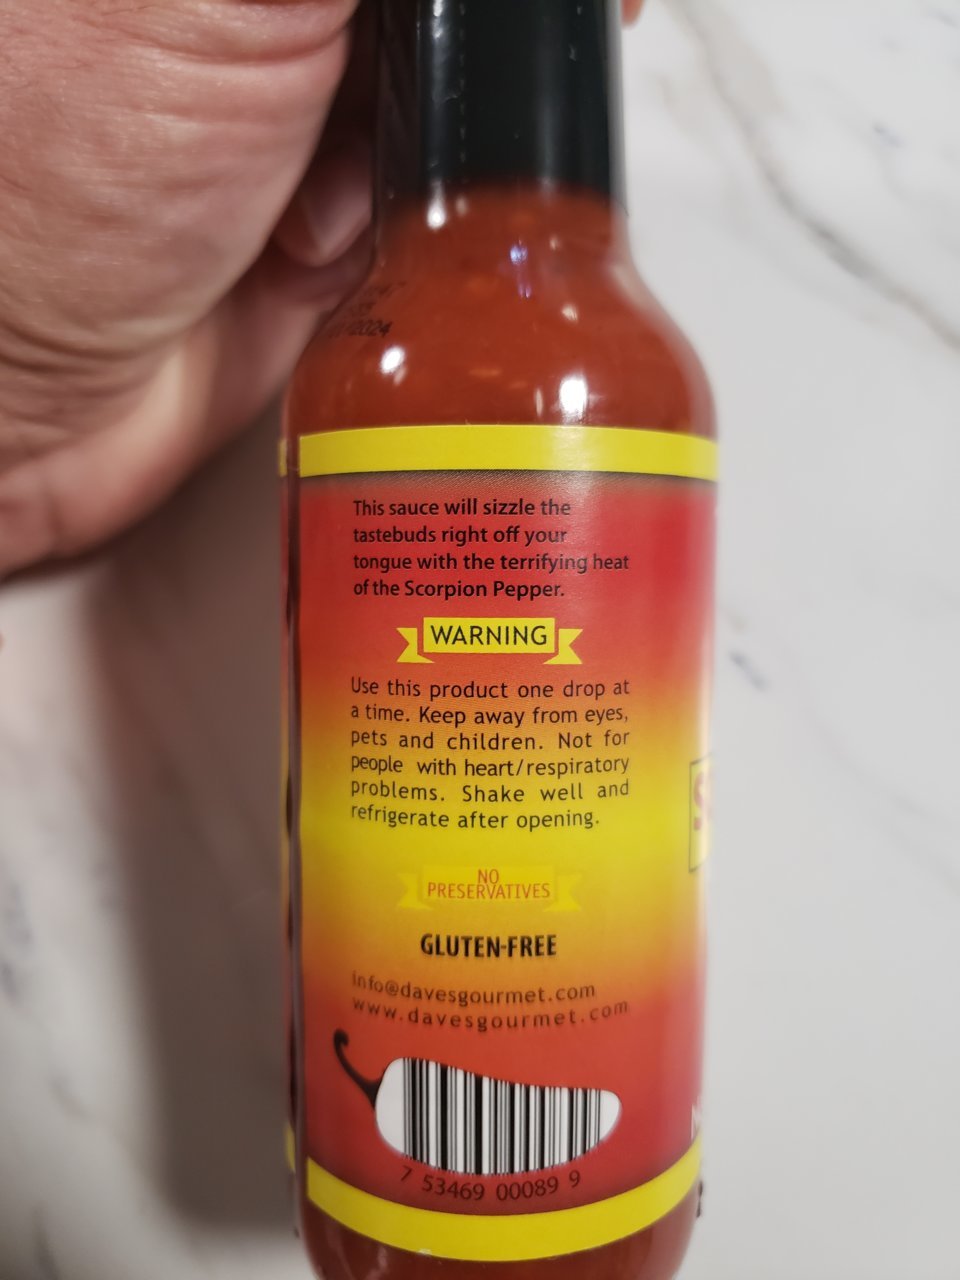 This sauce will sizzle the
tastebuds right off your
tongue with the terrifying heat
of the Scorpion Pepper.
WARNING
Use this product one drop at
a time. Keep away from eyes,
pets and children. Not for
people with heart/respiratory
problems. Shake well and
refrigerate after opening.
NO
PRESERVATIVES
GLUTEN-FREE
info@davesgourmet.com
www.davesgourmet.com
7 53469 00089 9